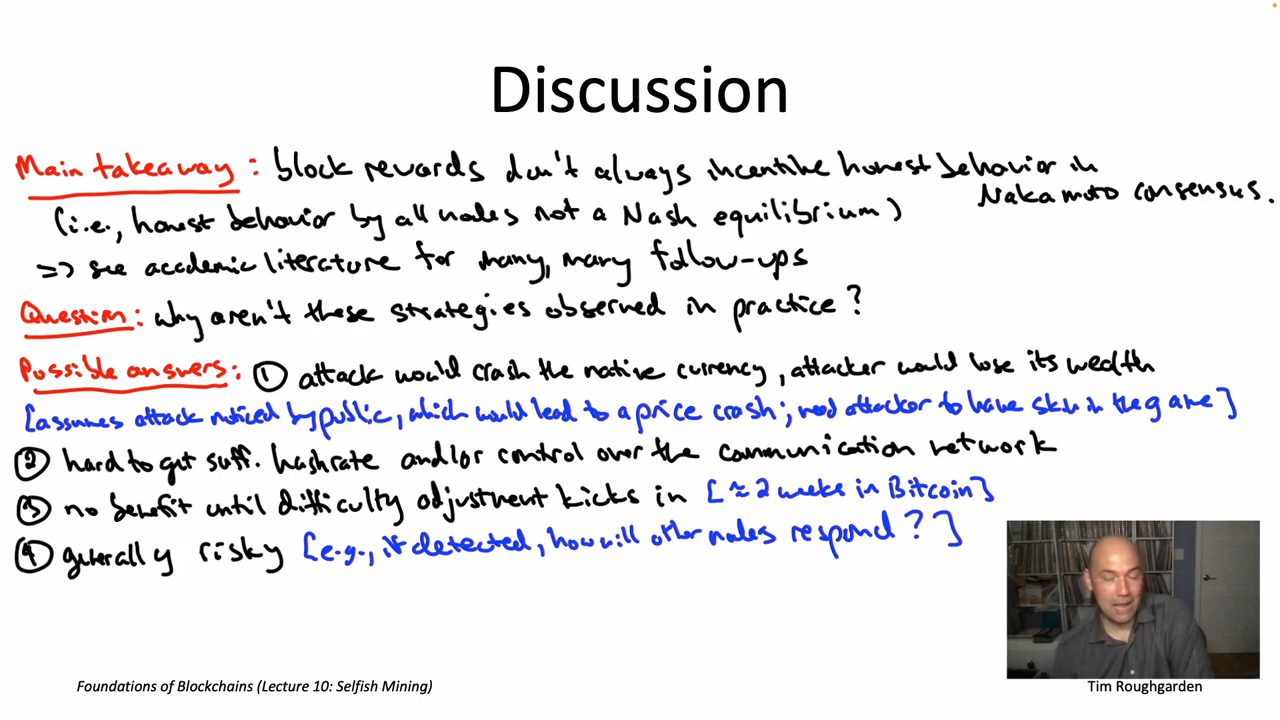 Discussion
Main takeaway: block rewards don't always incentive honest behavior in
Nakamoto consensus.
(i.e., honest behavior by all nodes not a Nash equilibrium)
=> see academic literature for many, many follow-ups
Question: why aren't these strategies observed in practice?
Possible answers: ① attack would crash the native currency, attacker would lose its wealth
[assumes attack noticed by public, which would lead to a price crash; need attacker to have skin in the game]
② hard to get suff. hashrate and/or control over the communication network
③ no benefit until difficulty adjustment kicks in [≈2 weeks in Bitcoin]
④ generally risky [e.g., if detected, how will other nodes respond?]
Foundations of Blockchains (Lecture 10: Selfish Mining)
Tim Roughgarden